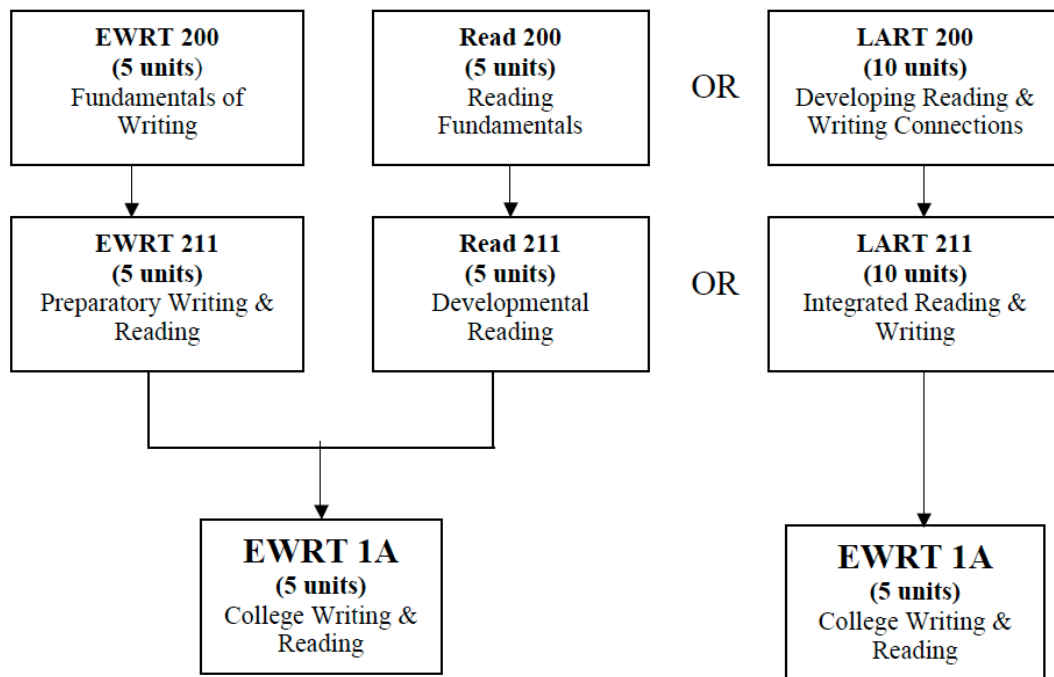 EWRT 200
(5 units)
Fundamentals of
Writing
Read 200
(5 units)
Reading
Fundamentals
OR
LART 200
(10 units)
Developing Reading &
Writing Connections
EWRT 211
(5 units)
Preparatory Writing &
Reading
Read 211
(5 units)
Developmental
Reading
OR
LART 211
(10 units)
Integrated Reading &
Writing
EWRT 1A
(5 units)
College Writing &
Reading
EWRT 1A
(5 units)
College Writing &
Reading